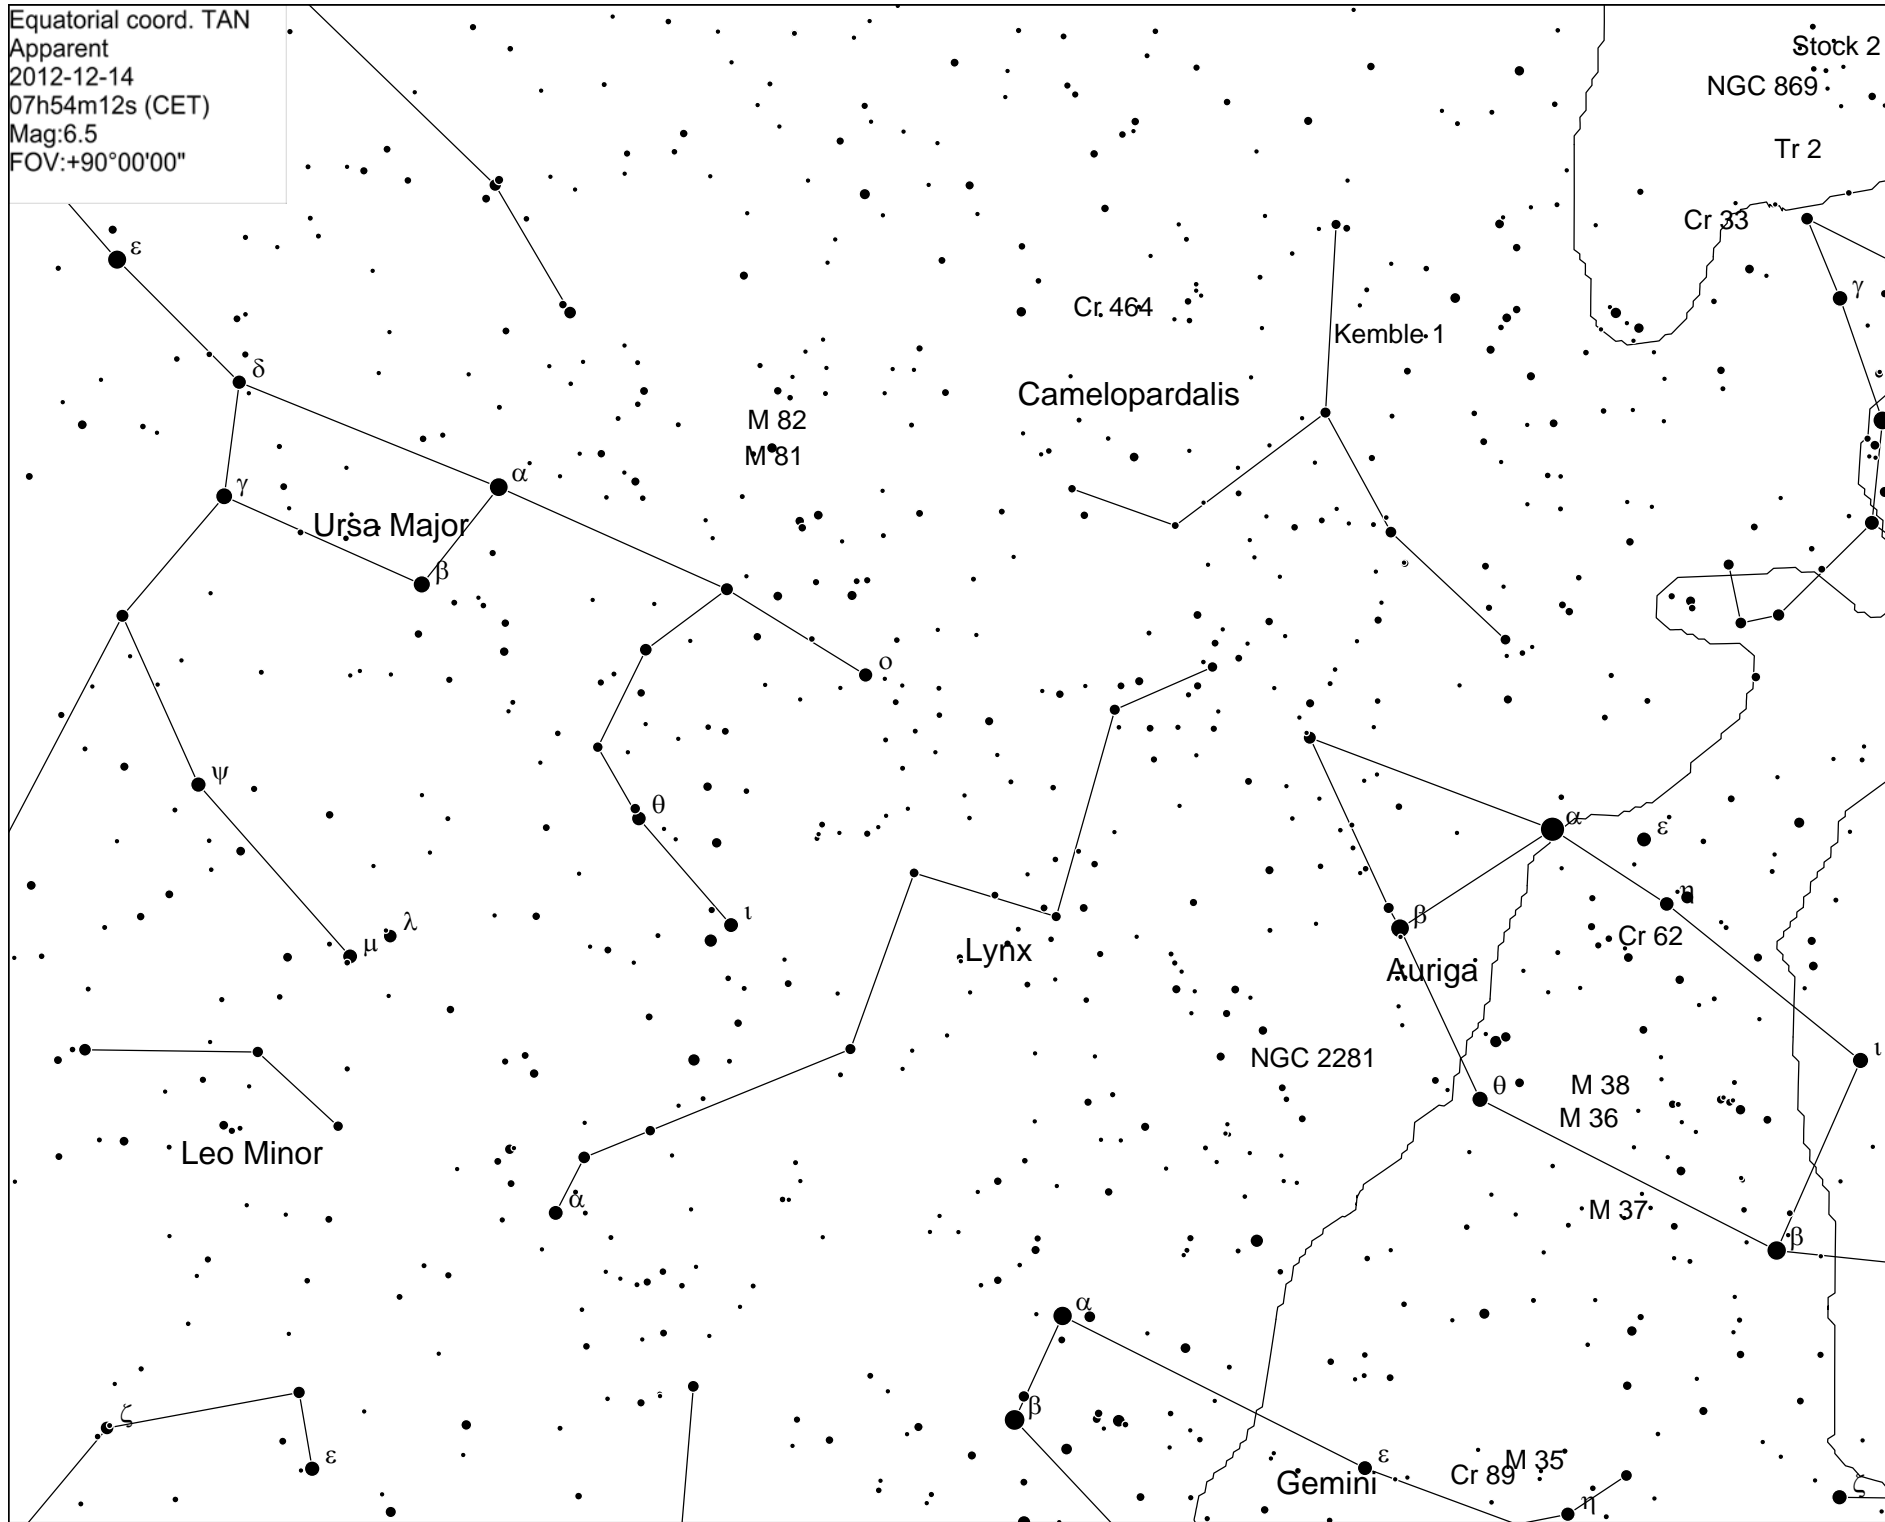 Equatorial coord. TAN
Apparent
2012-12-14
07h54m12s (CET)
Mag:6.5
FOV:+90°00'00"
Stock 2
NGC 869
Tr 2
Cr 33
ε
γ
Cr 464
Kemble 1
δ
Camelopardalis
M 82
M 81
α
γ
Ursa Major
β
ο
ψ
θ
α
ε
η
β
ι
λ
μ
Cr 62
Lynx
Auriga
ι
NGC 2281
θ
M 38
M 36
Leo Minor
α
M 37
β
α
β
ζ
ε
ε
M 35
Cr 89
Gemini
ζ
η